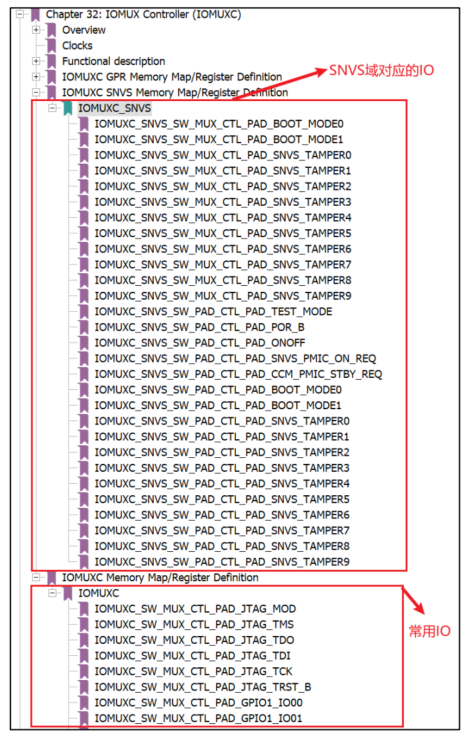 Chapter 32: IOMUX Controller (IOMUXC)
Overview
Clocks
Functional description
IOMUXC GPR Memory Map/Register Definition
SNVS域对应的IO
IOMUXC SNVS Memory Map/Register Definition
IOMUXC_SNVS
IOMUXC_SNVS_SW_MUX_CTL_PAD_BOOT_MODE0
IOMUXC_SNVS_SW_MUX_CTL_PAD_BOOT_MODE1
IOMUXC_SNVS_SW_MUX_CTL_PAD_SNVS_TAMPER0
IOMUXC_SNVS_SW_MUX_CTL_PAD_SNVS_TAMPER1
IOMUXC_SNVS_SW_MUX_CTL_PAD_SNVS_TAMPER2
IOMUXC_SNVS_SW_MUX_CTL_PAD_SNVS_TAMPER3
IOMUXC_SNVS_SW_MUX_CTL_PAD_SNVS_TAMPER4
IOMUXC_SNVS_SW_MUX_CTL_PAD_SNVS_TAMPER5
IOMUXC_SNVS_SW_MUX_CTL_PAD_SNVS_TAMPER6
IOMUXC_SNVS_SW_MUX_CTL_PAD_SNVS_TAMPER7
IOMUXC_SNVS_SW_MUX_CTL_PAD_SNVS_TAMPER8
IOMUXC_SNVS_SW_MUX_CTL_PAD_SNVS_TAMPER9
IOMUXC_SNVS_SW_PAD_CTL_PAD_TEST_MODE
IOMUXC_SNVS_SW_PAD_CTL_PAD_POR_B
IOMUXC_SNVS_SW_PAD_CTL_PAD_ONOFF
IOMUXC_SNVS_SW_PAD_CTL_PAD_SNVS_PMIC_ON_REQ
IOMUXC_SNVS_SW_PAD_CTL_PAD_CCM_PMIC_STBY_REQ
IOMUXC_SNVS_SW_PAD_CTL_PAD_BOOT_MODE0
IOMUXC_SNVS_SW_PAD_CTL_PAD_BOOT_MODE1
IOMUXC_SNVS_SW_PAD_CTL_PAD_SNVS_TAMPER0
IOMUXC_SNVS_SW_PAD_CTL_PAD_SNVS_TAMPER1
IOMUXC_SNVS_SW_PAD_CTL_PAD_SNVS_TAMPER2
IOMUXC_SNVS_SW_PAD_CTL_PAD_SNVS_TAMPER3
IOMUXC_SNVS_SW_PAD_CTL_PAD_SNVS_TAMPER4
IOMUXC_SNVS_SW_PAD_CTL_PAD_SNVS_TAMPER5
IOMUXC_SNVS_SW_PAD_CTL_PAD_SNVS_TAMPER6
IOMUXC_SNVS_SW_PAD_CTL_PAD_SNVS_TAMPER7
IOMUXC_SNVS_SW_PAD_CTL_PAD_SNVS_TAMPER8
IOMUXC_SNVS_SW_PAD_CTL_PAD_SNVS_TAMPER9
IOMUXC Memory Map/Register Definition
IOMUXC
IOMUXC_SW_MUX_CTL_PAD_JTAG_MOD
IOMUXC_SW_MUX_CTL_PAD_JTAG_TMS
常用IO
IOMUXC_SW_MUX_CTL_PAD_JTAG_TDO
IOMUXC_SW_MUX_CTL_PAD_JTAG_TDI
IOMUXC_SW_MUX_CTL_PAD_JTAG_TCK
IOMUXC_SW_MUX_CTL_PAD_JTAG_TRST_B
IOMUXC_SW_MUX_CTL_PAD_GPIO1_IO00
IOMUXC_SW_MUX_CTL_PAD_GPIO1_IO01